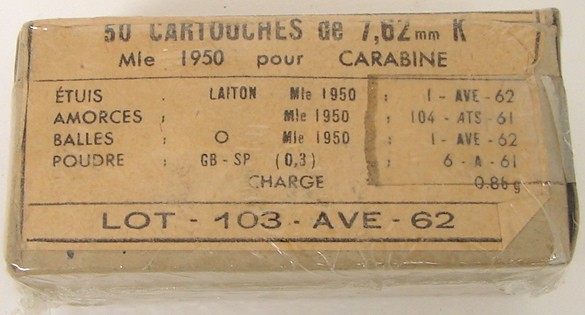 50 CARTOUCHES de 7,62 mm K
Mle 1950 pour CARABINE
ÉTUIS LAITON Mle 1950 : 1 - AVE - 62
AMORCES ; Mle 1950 : 104 - ATS - 61
BALLES O Mle 1950 : 1 - AVE - 62
POUDRE GB - SP (0,3) : 6 - A - 61
CHARGE 0.86 g
LOT - 103 - AVE - 62